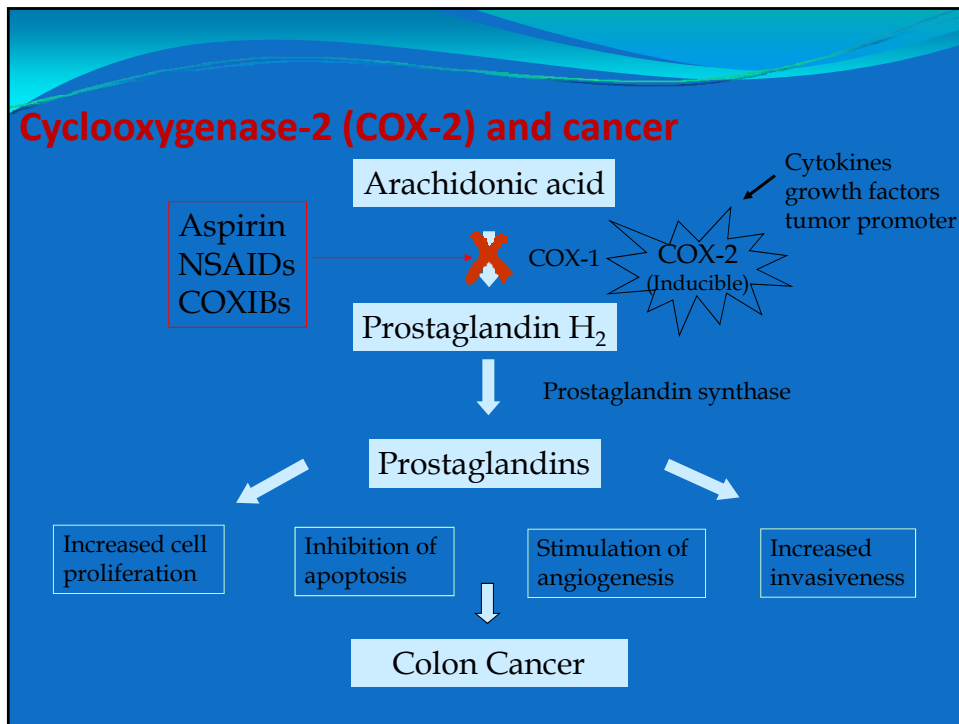 Cyclooxygenase-2 (COX-2) and cancer
Arachidonic acid
Cytokines
growth factors
tumor promoter
Aspirin
NSAIDs
COXIBs
COX-1
COX-2
(Inducible)
Prostaglandin H₂
Prostaglandin synthase
Prostaglandins
Increased cell
proliferation
Inhibition of
apoptosis
Stimulation of
angiogenesis
Increased
invasiveness
Colon Cancer